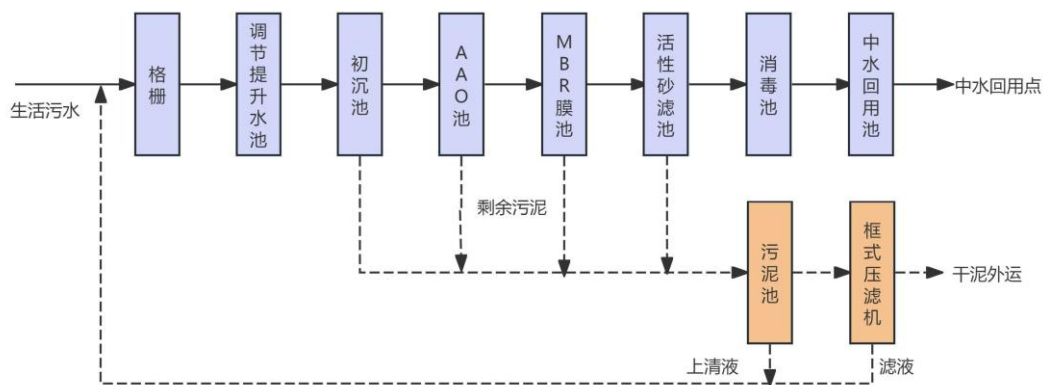 生活污水
格栅
调节提升水池
初沉池
AAO池
MBR膜池
活性砂滤池
消毒池
中水回用池
中水回用点
剩余污泥
污泥池
框式压滤机
干泥外运
上清液
滤液